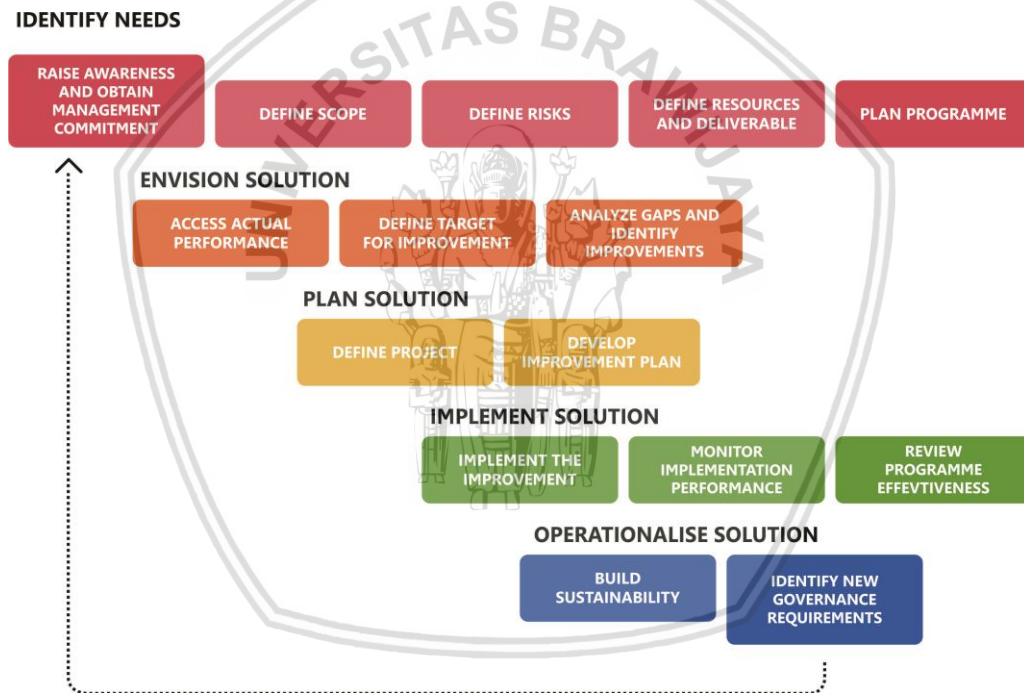 IDENTIFY NEEDS
RAISE AWARENESS
AND OBTAIN
MANAGEMENT
COMMITMENT
DEFINE SCOPE
DEFINE RISKS
DEFINE RESOURCES
AND DELIVERABLE
PLAN PROGRAMME
ENVISION SOLUTION
ACCESS ACTUAL
PERFORMANCE
DEFINE TARGET
FOR IMPROVEMENT
ANALYZE GAPS AND
IDENTIFY
IMPROVEMENTS
PLAN SOLUTION
DEFINE PROJECT
DEVELOP
IMPROVEMENT PLAN
IMPLEMENT SOLUTION
IMPLEMENT THE
IMPROVEMENT
MONITOR
IMPLEMENTATION
PERFORMANCE
REVIEW
PROGRAMME
EFFEVTIVENESS
OPERATIONALISE SOLUTION
BUILD
SUSTAINABILITY
IDENTIFY NEW
GOVERNANCE
REQUIREMENTS
UNIVERSITAS BRAWIJAYA